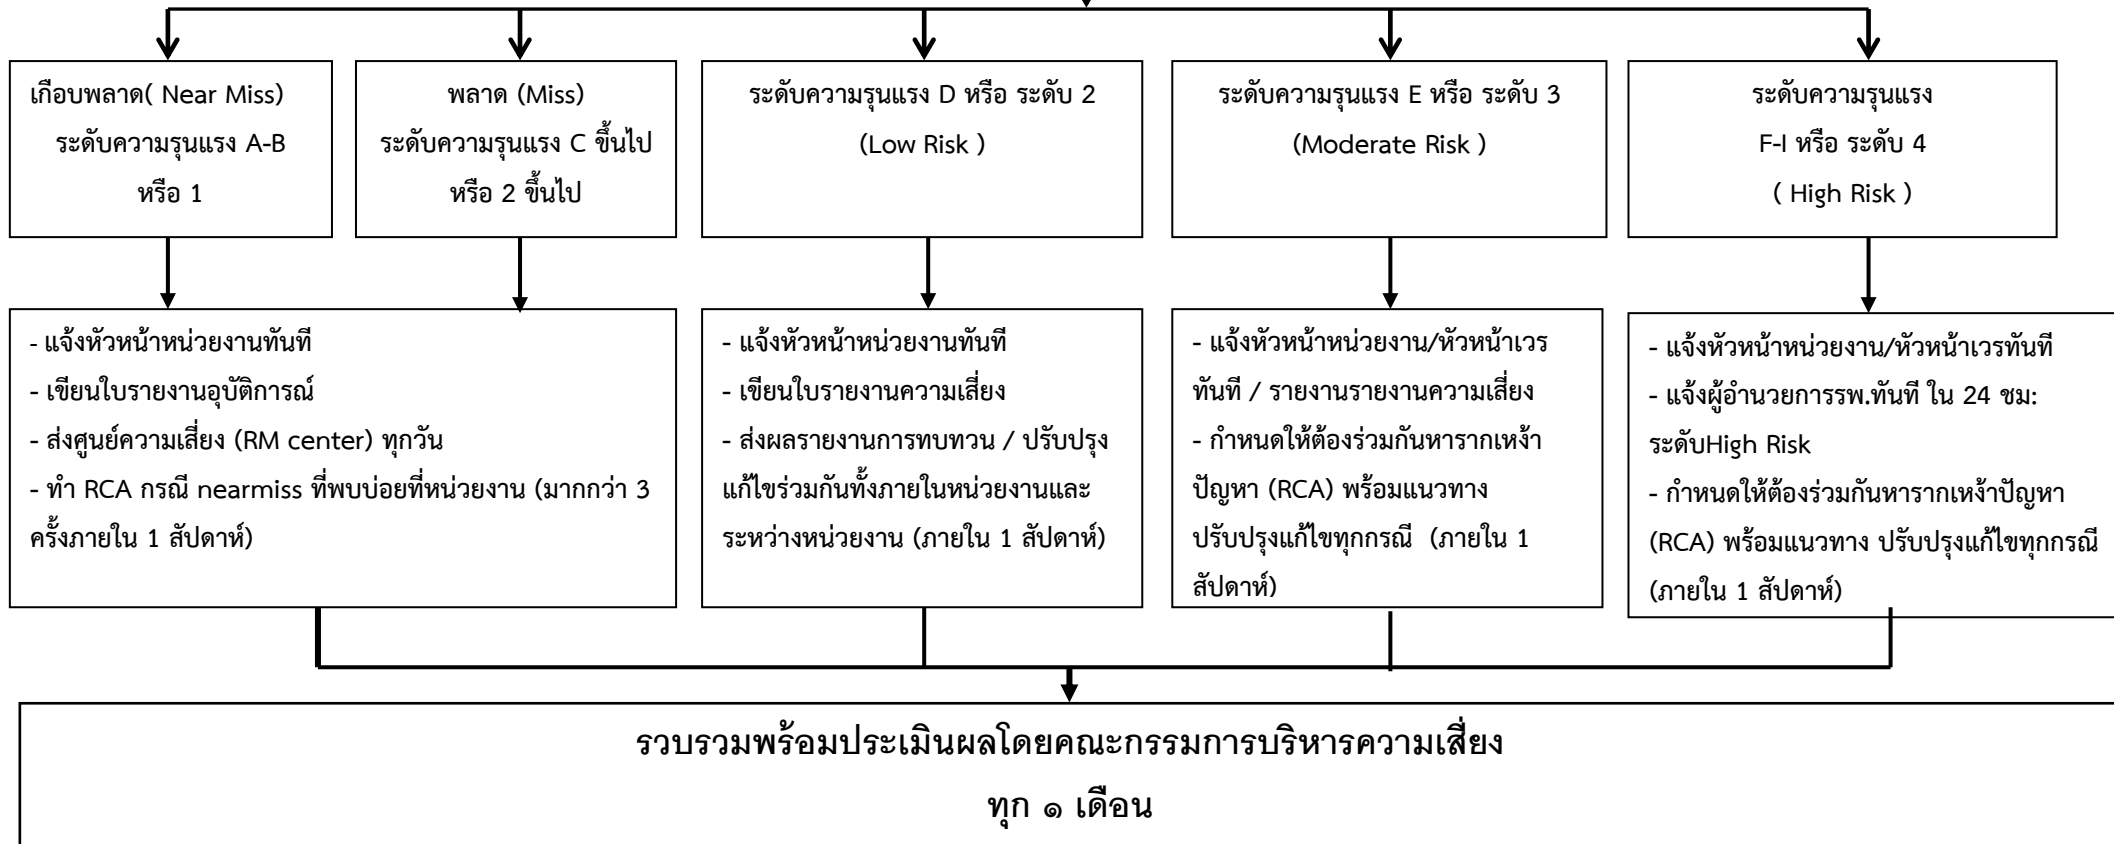 เกือบพลาด( Near Miss)
ระดับความรุนแรง A-B
หรือ 1
พลาด (Miss)
ระดับความรุนแรง C ขึ้นไป
หรือ 2 ขึ้นไป
ระดับความรุนแรง D หรือ ระดับ 2
(Low Risk )
ระดับความรุนแรง E หรือ ระดับ 3
(Moderate Risk )
ระดับความรุนแรง
F-I หรือ ระดับ 4
( High Risk )
- แจ้งหัวหน้าหน่วยงานทันที
- เขียนใบรายงานอุบัติการณ์
- ส่งศูนย์ความเสี่ยง (RM center) ทุกวัน
- ทำ RCA กรณี nearmiss ที่พบบ่อยที่หน่วยงาน (มากกว่า 3
ครั้งภายใน 1 สัปดาห์)
- แจ้งหัวหน้าหน่วยงานทันที
- เขียนใบรายงานความเสี่ยง
- ส่งผลรายงานการทบทวน / ปรับปรุง
แก้ไขร่วมกันทั้งภายในหน่วยงานและ
ระหว่างหน่วยงาน (ภายใน 1 สัปดาห์)
- แจ้งหัวหน้าหน่วยงาน/หัวหน้าเวร
ทันที / รายงานรายงานความเสี่ยง
- กำหนดให้ต้องร่วมกันหารากเหง้า
ปัญหา (RCA) พร้อมแนวทาง
ปรับปรุงแก้ไขทุกกรณี  (ภายใน 1
สัปดาห์)
- แจ้งหัวหน้าหน่วยงาน/หัวหน้าเวรทันที
- แจ้งผู้อำนวยการรพ.ทันที ใน 24 ชม:
ระดับHigh Risk
- กำหนดให้ต้องร่วมกันหารากเหง้าปัญหา
(RCA) พร้อมแนวทาง ปรับปรุงแก้ไขทุกกรณี
(ภายใน 1 สัปดาห์)
รวบรวมพร้อมประเมินผลโดยคณะกรรมการบริหารความเสี่ยง
ทุก ๑ เดือน